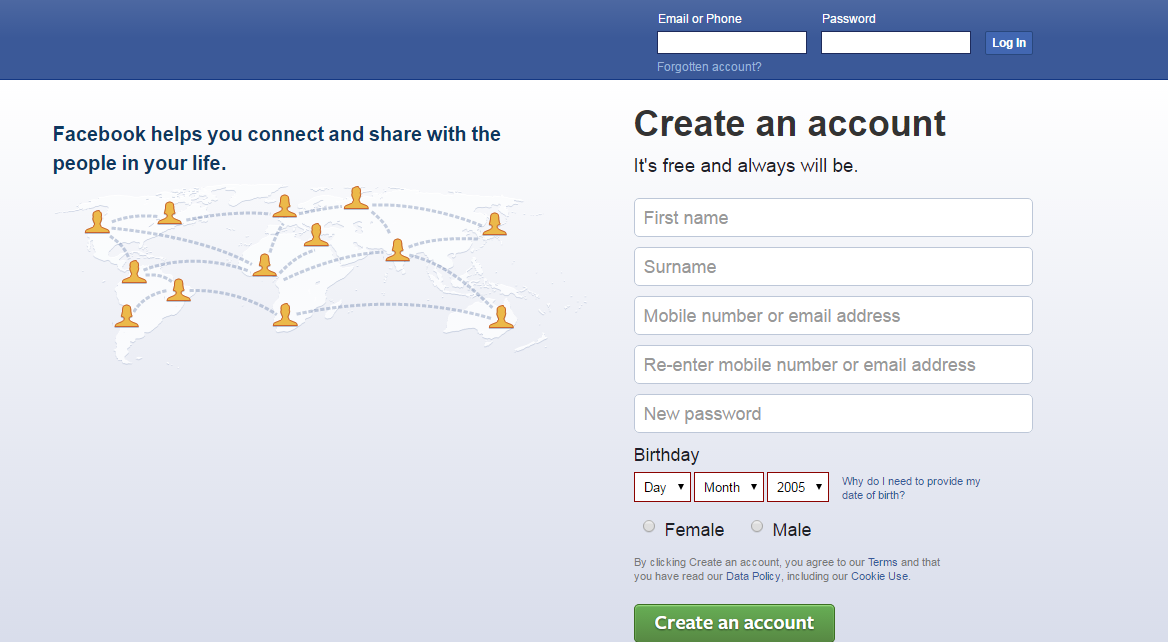 Email or Phone
Password
Log In
Forgotten account?
Facebook helps you connect and share with the
people in your life.
Create an account
It's free and always will be.
First name
Surname
Mobile number or email address
Re-enter mobile number or email address
New password
Birthday
Day
Month
2005
Why do I need to provide my
date of birth?
Female
Male
By clicking Create an account, you agree to our Terms and that
you have read our Data Policy, including our Cookie Use.
Create an account